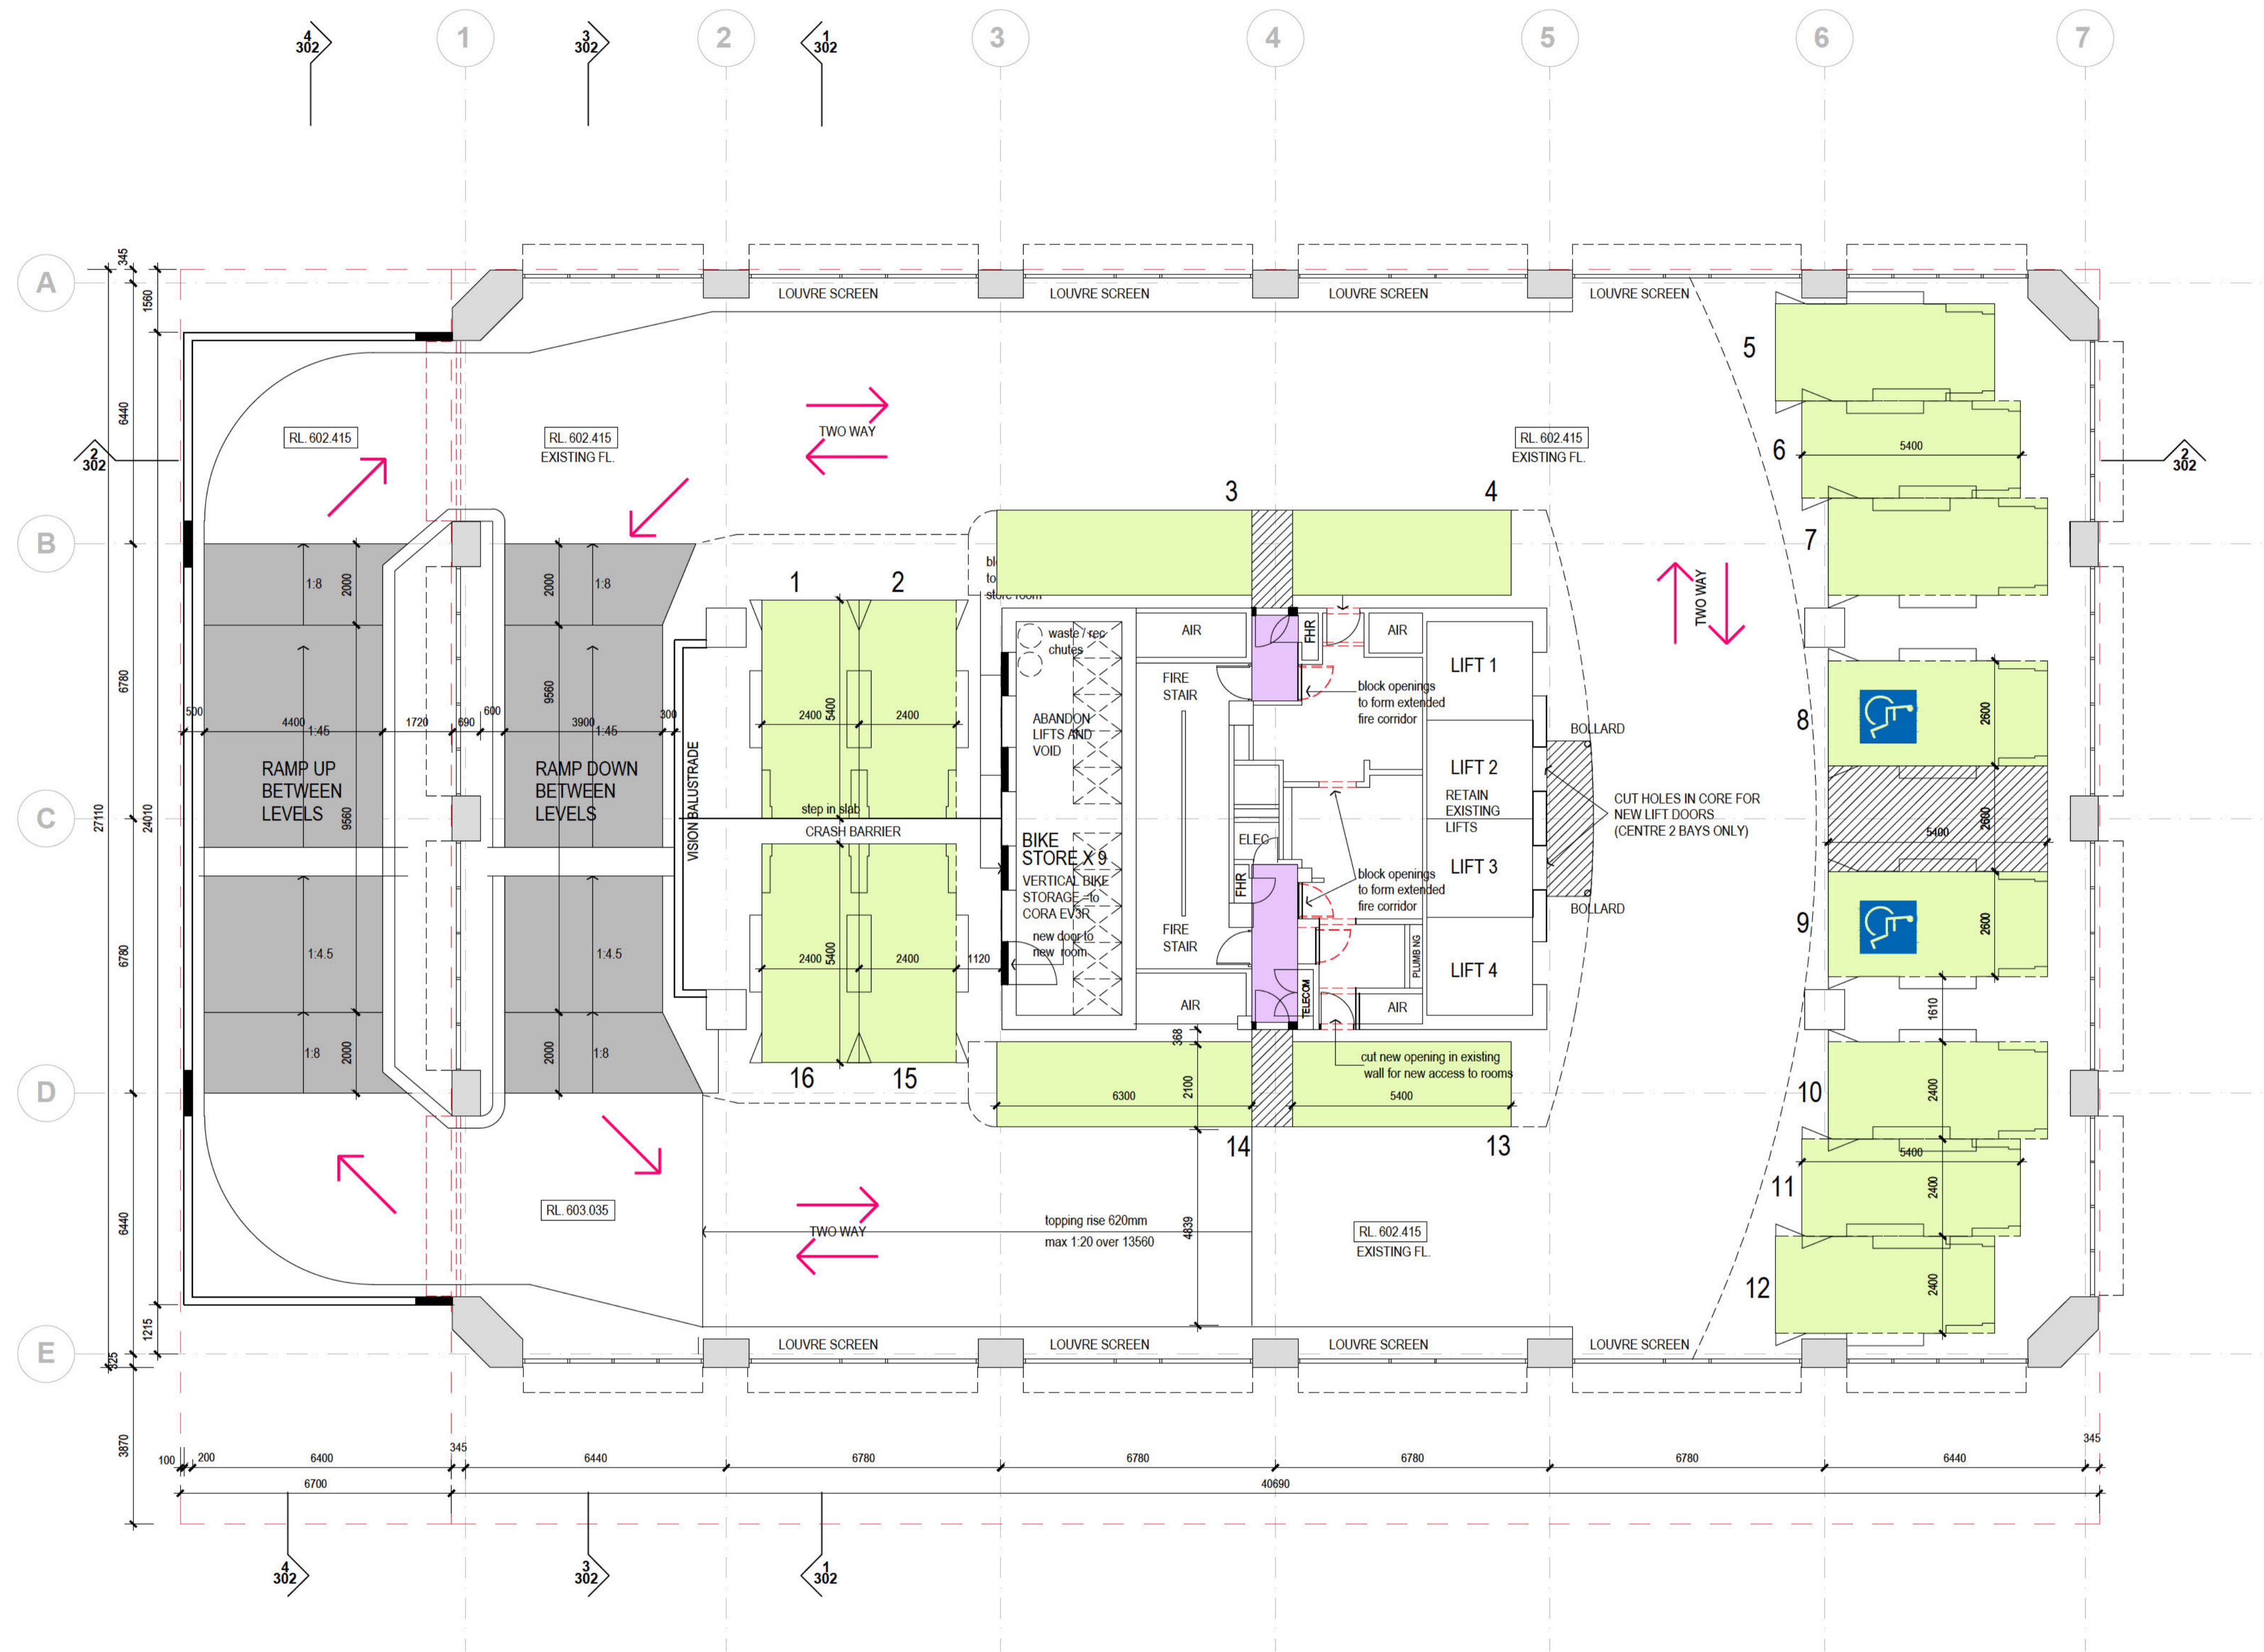 4
302
1
3
302
2
1
302
3
4
5
6
7
A
B
C
D
E
345
1560
6440
6780
27110
24010
6780
6440
1215
325
3870
LOUVRE SCREEN
LOUVRE SCREEN
LOUVRE SCREEN
LOUVRE SCREEN
2
302
2
302
RL. 602.415
RL. 602.415
EXISTING FL.
TWO WAY
RL. 602.415
EXISTING FL.
TWO WAY
5
6
5400
7
8
2600
5400
2600
9
2600
1610
10
2400
5400
11
2400
12
2400
3
4
1
2
bl
to
store room
1:8
2000
1:8
2000
9560
9560
500
4400
1:45
1720
690
600
3900
1:45
300
RAMP UP
BETWEEN
LEVELS
RAMP DOWN
BETWEEN
LEVELS
1:4.5
1:4.5
1:8
2000
1:8
2000
VISION BALUSTRADE
2400
5400
2400
step in slab
CRASH BARRIER
2400
5400
2400
1120
16
15
waste / rec
chutes
ABANDON
LIFTS AND
VOID
BIKE
STORE X 9
VERTICAL BIKE
STORAGE -to
CORA EV3R
new door to
new room
AIR
FIRE
STAIR
FIRE
STAIR
AIR
FHR
AIR
block openings
to form extended
fire corridor
ELEC
FHR
block openings
to form extended
fire corridor
TELECOM
PLUMB NG
AIR
LIFT 1
LIFT 2
RETAIN
EXISTING
LIFTS
LIFT 3
LIFT 4
BOLLARD
BOLLARD
CUT HOLES IN CORE FOR
NEW LIFT DOORS
(CENTRE 2 BAYS ONLY)
cut new opening in existing
wall for new access to rooms
368
2100
6300
5400
14
13
RL. 603.035
TWO WAY
topping rise 620mm
max 1:20 over 13560
4839
RL. 602.415
EXISTING FL.
LOUVRE SCREEN
LOUVRE SCREEN
LOUVRE SCREEN
LOUVRE SCREEN
100
200
6400
345
6440
6780
6780
6780
6780
6440
345
6700
40690
4
302
3
302
1
302